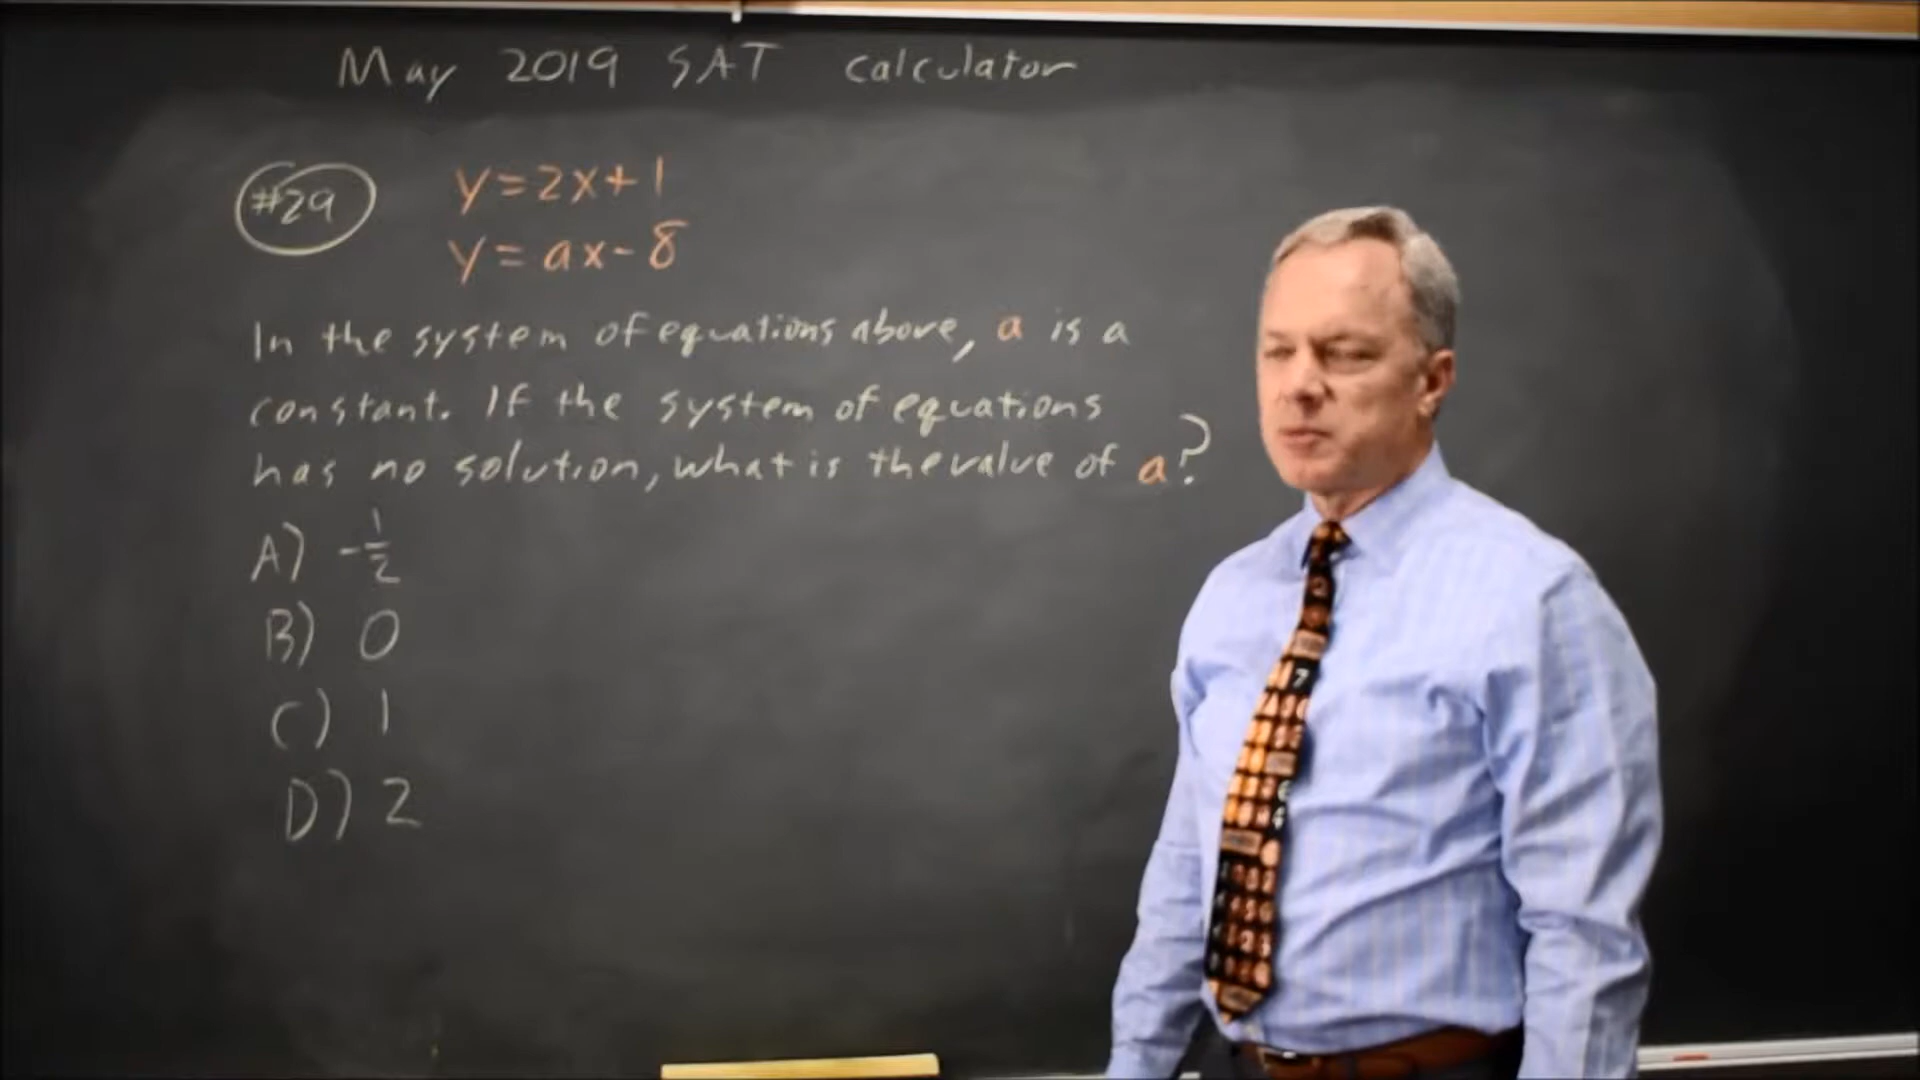 May 2019 SAT calculator
#29
y=2x+1
y=ax-8
In the system of equations above, a is a
constant. If the system of equations
has no solution, what is the value of a?
A) -1/2
B) 0
C) 1
D) 2